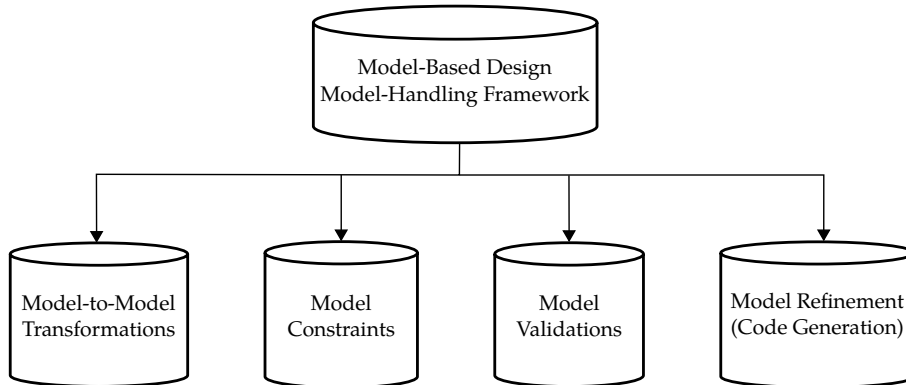 Model-Based Design
Model-Handling Framework
Model-to-Model
Transformations
Model
Constraints
Model
Validations
Model Refinement
(Code Generation)